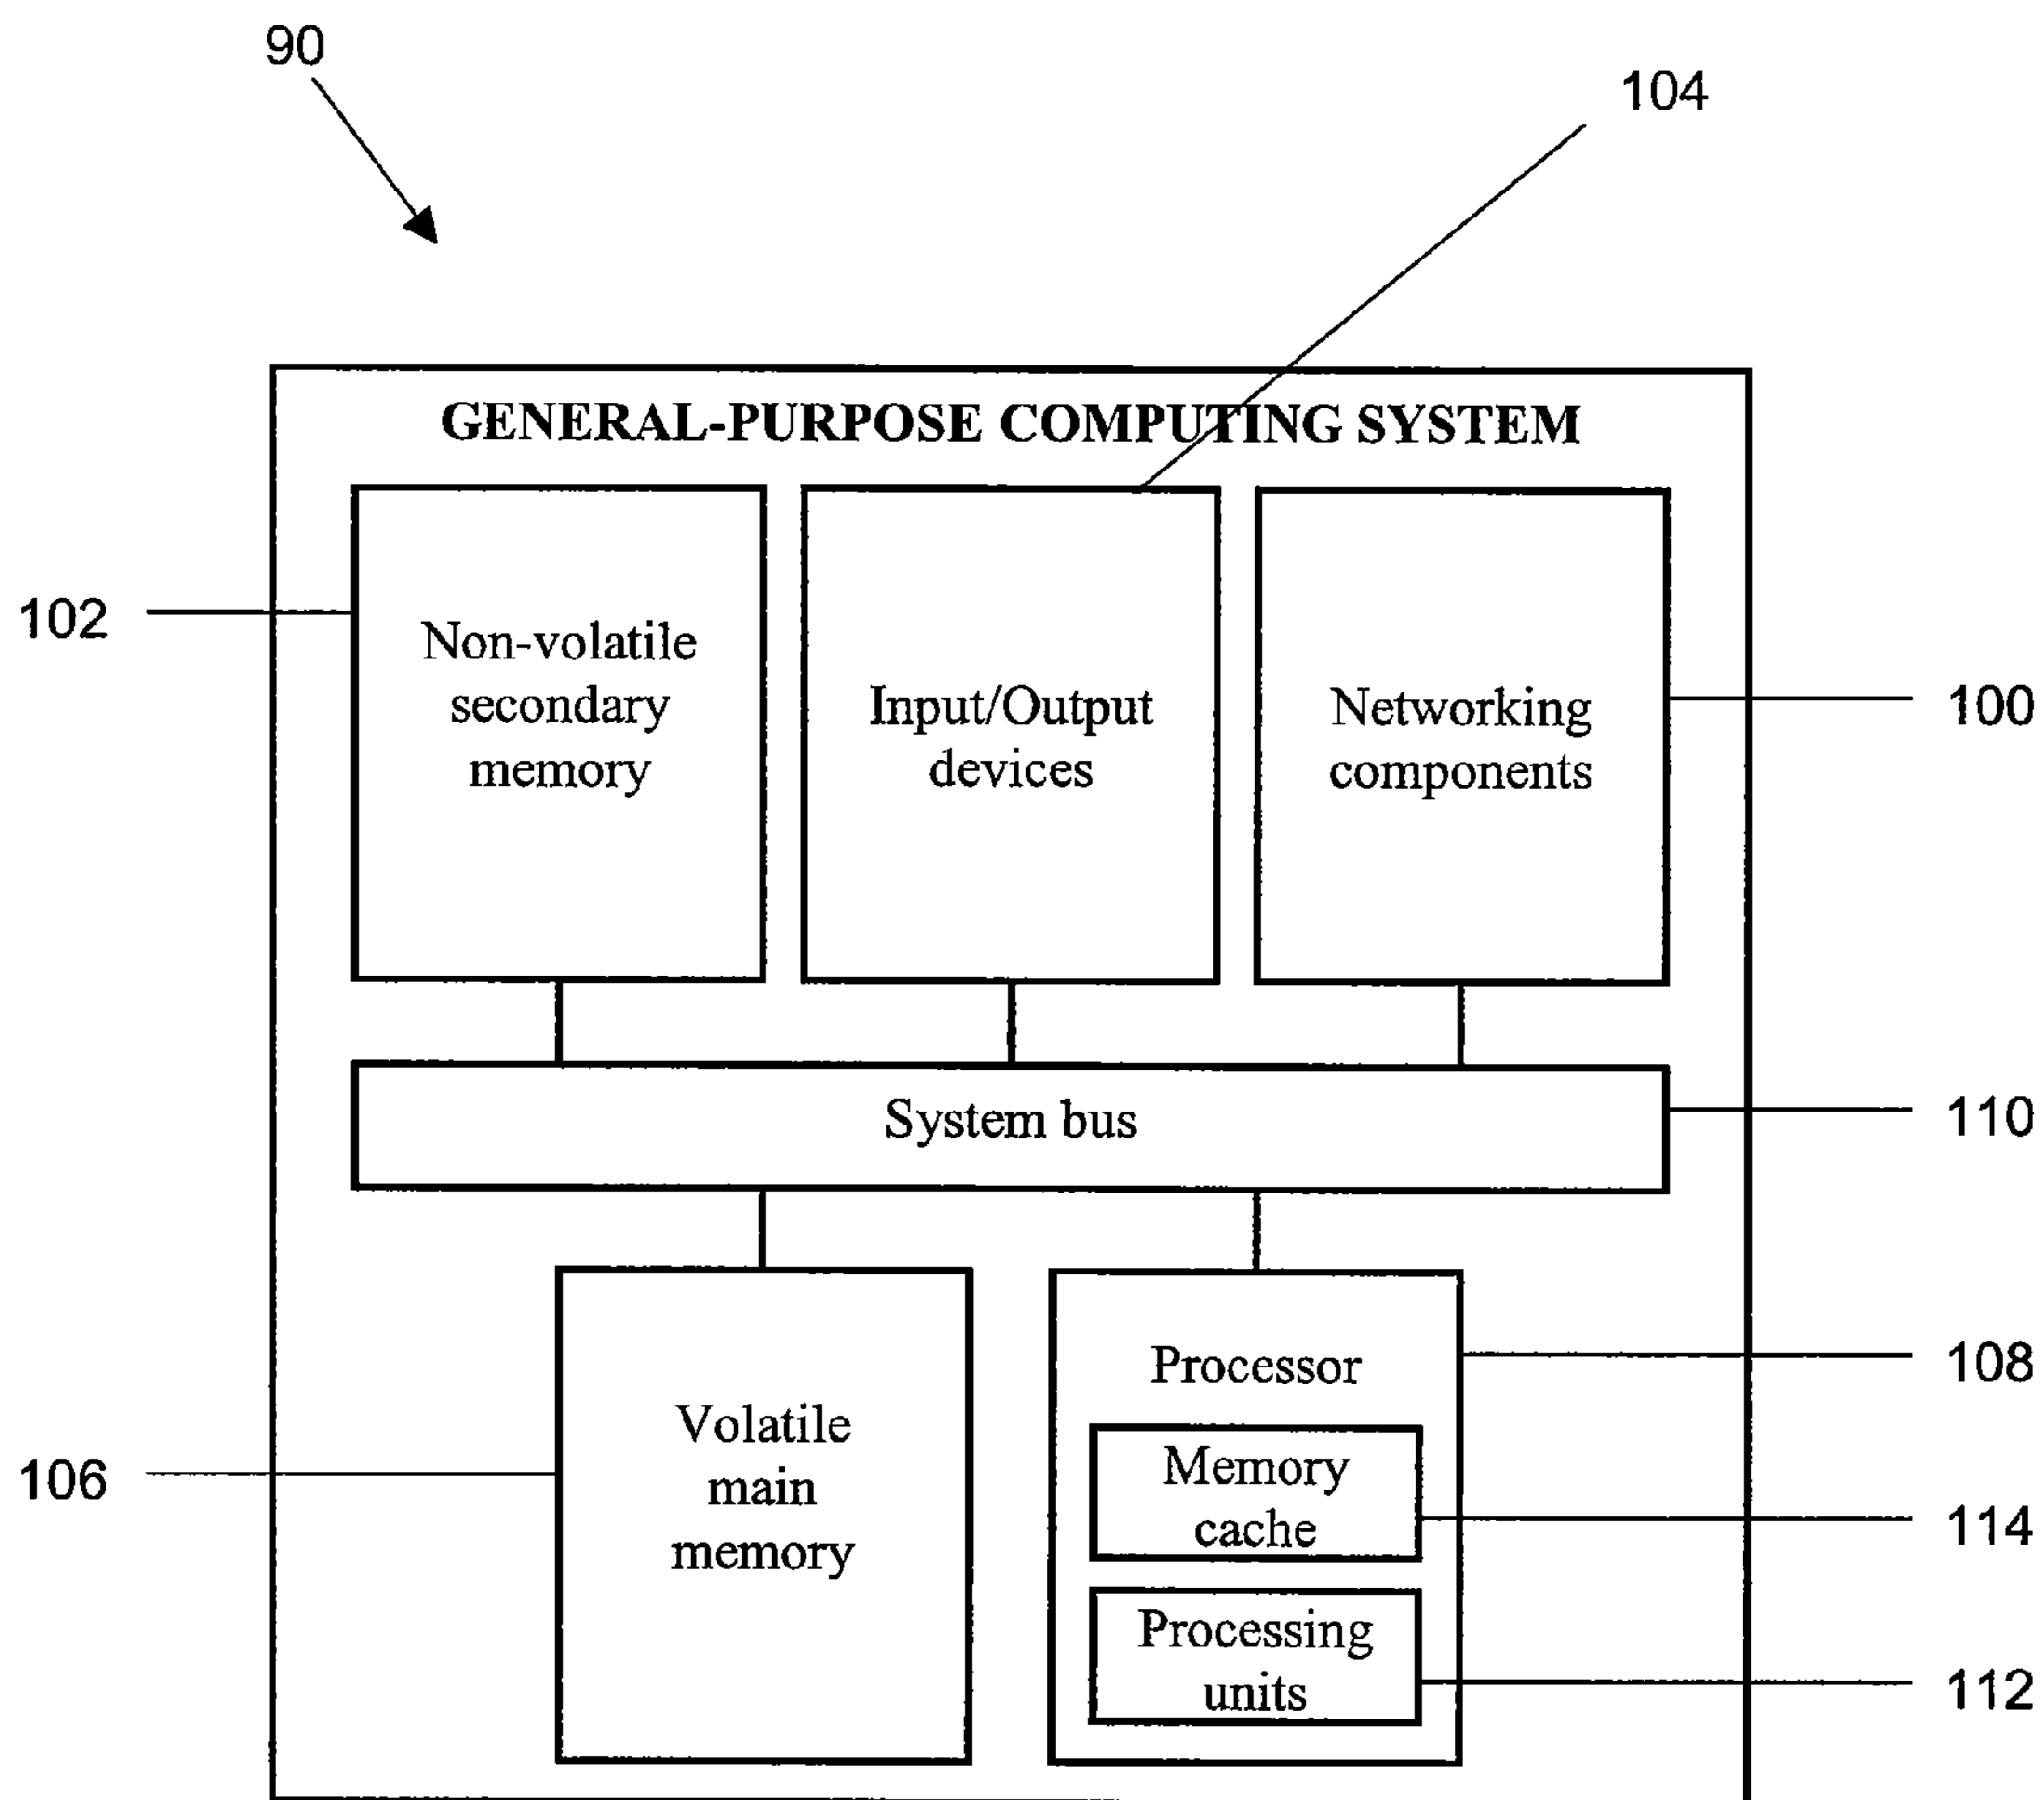 90
104
GENERAL-PURPOSE COMPUTING SYSTEM
102
Non-volatile
secondary
memory
Input/Output
devices
Networking
components
100
System bus
110
106
Volatile
main
memory
Processor
108
Memory
cache
114
Processing
units
112